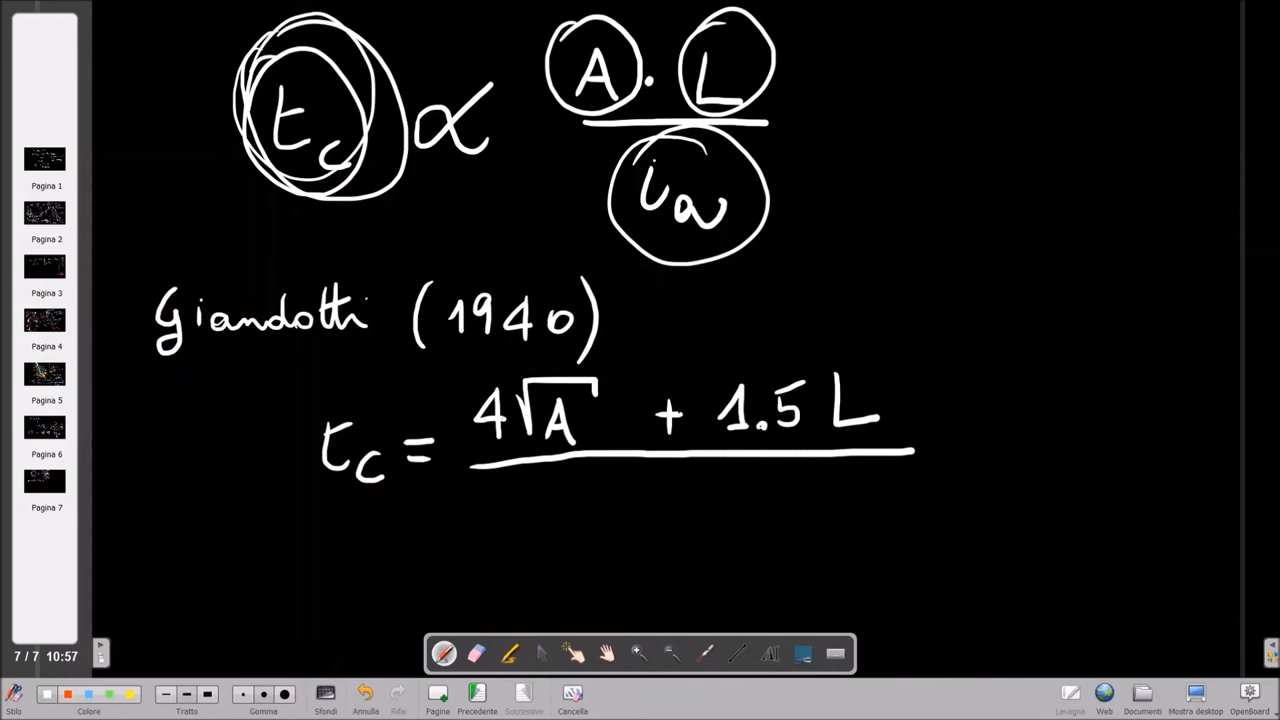 tc ∝ A · L / ia
Giandotti (1940)
tc = 4√A + 1.5 L
Pagina 1
Pagina 2
Pagina 3
Pagina 4
Pagina 5
Pagina 6
Pagina 7
7 / 7 10:57
Stilo Colore Tratto Gomma Sfondi Annulla Rifai Pagine Precedente Successivo Cancella Lavagna Web Documenti Mostra desktop OpenBoard